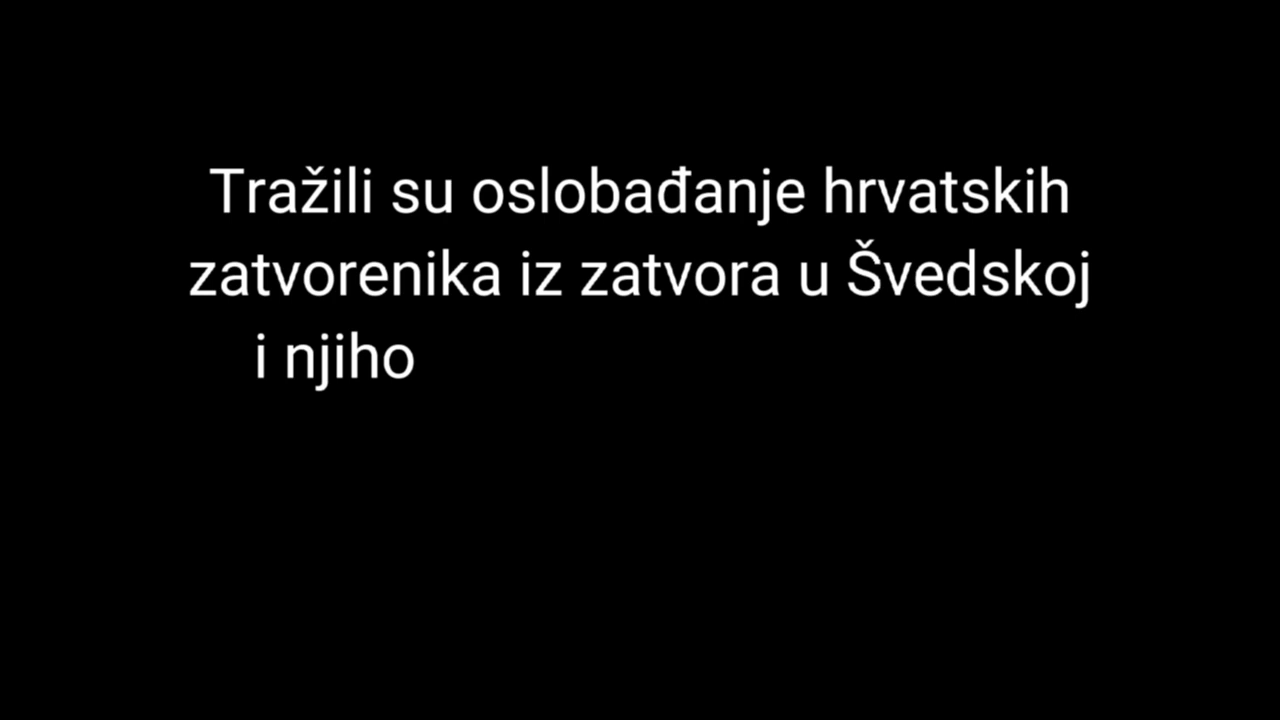 Tražili su oslobađanje hrvatskih
zatvorenika iz zatvora u Švedskoj
i njiho